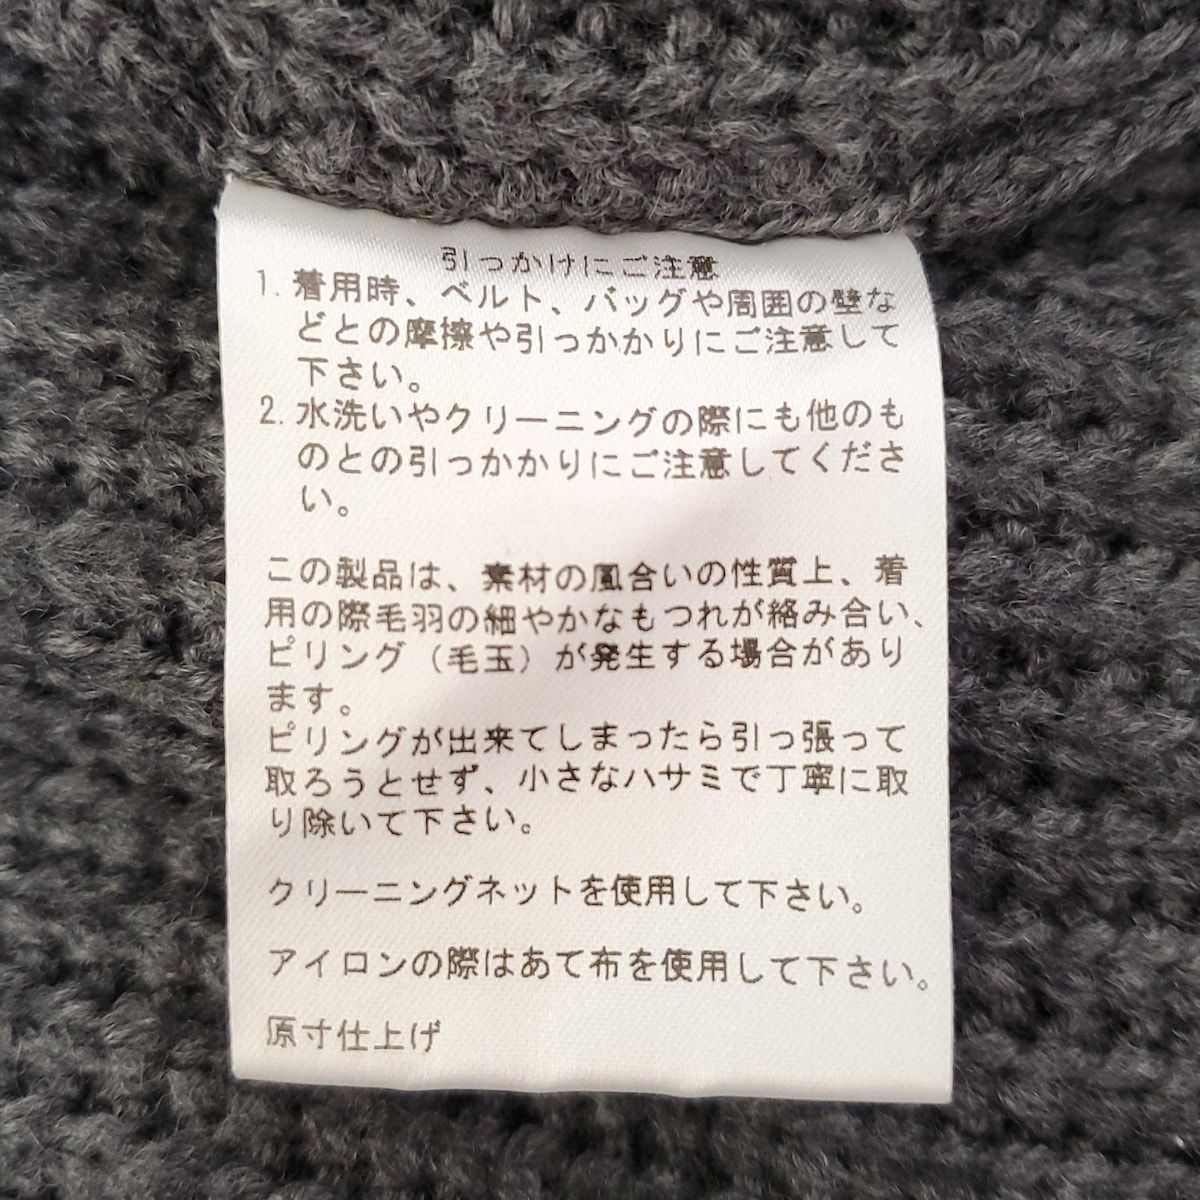 引っかけにご注意
1. 着用時、ベルト、バッグや周囲の壁な
どとの摩擦や引っかかりにご注意して
下さい。
2. 水洗いやクリーニングの際にも他のも
のとの引っかかりにご注意してくださ
い。
この製品は、素材の風合いの性質上、着
用の際毛羽の細やかなもつれが絡み合い、
ピリング（毛玉）が発生する場合があり
ます。
ピリングが出来てしまったら引っ張って
取ろうとせず、小さなハサミで丁寧に取
り除いて下さい。
クリーニングネットを使用して下さい。
アイロンの際はあて布を使用して下さい。
原寸仕上げ